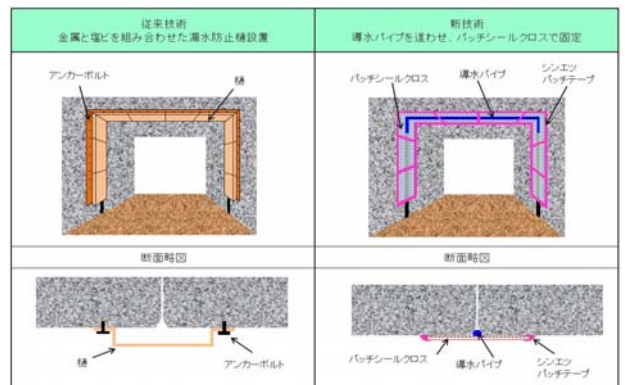 従来技術
金属と塩ビを組み合わせた漏水防止樋設置
新技術
導水パイプを這わせ、パッチシールクロスで固定
アンカーボルト
樋
パッチシールクロス
導水パイプ
シンエツ
パッチテープ
断面略図
断面略図
樋
アンカーボルト
パッチシールクロス
導水パイプ
シンエツ
パッチテープ